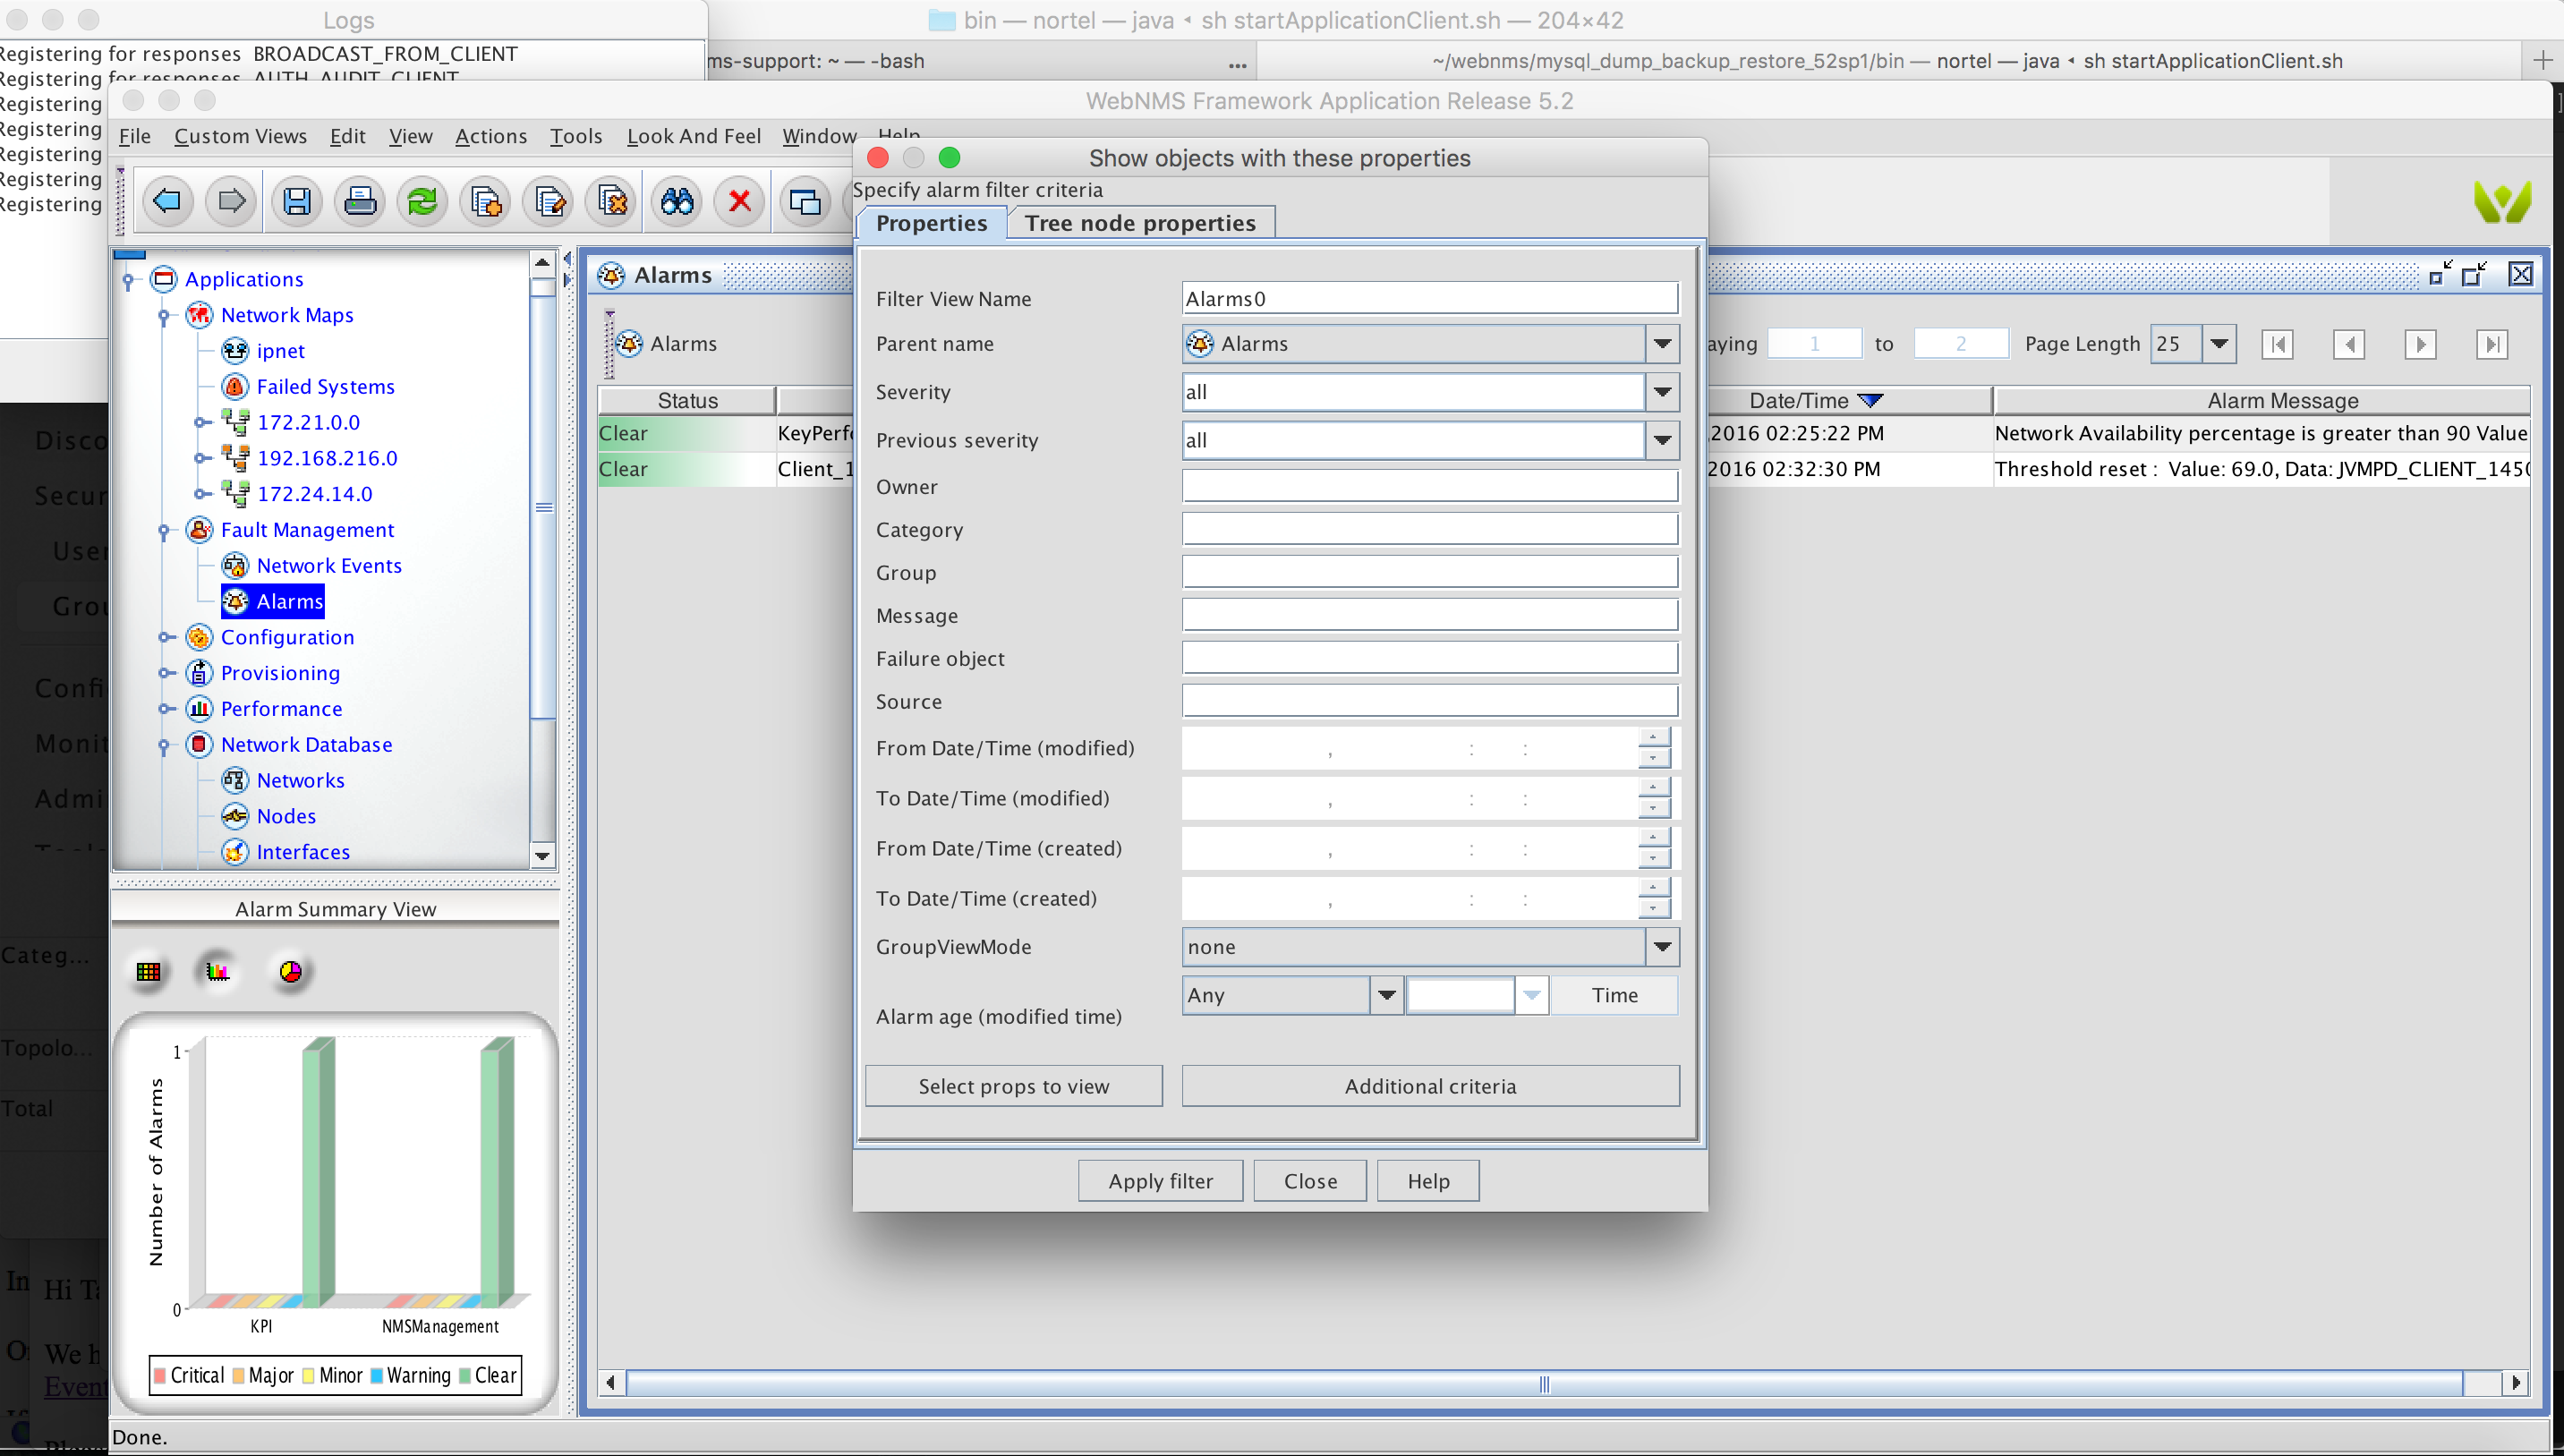 Logs
bin — nortel — java ◂ sh startApplicationClient.sh — 204×42
Registering for responses BROADCAST_FROM_CLIENT
Registering for responses AUTH_AUDIT_CLIENT
ms-support: ~ — -bash
...
~/webnms/mysql_dump_backup_restore_52sp1/bin — nortel — java ◂ sh startApplicationClient.sh
Registering
Registering
Registering
Registering
Registering
WebNMS Framework Application Release 5.2
File Custom Views Edit View Actions Tools Look And Feel Window Help
Applications
Network Maps
ipnet
Failed Systems
172.21.0.0
192.168.216.0
172.24.14.0
Fault Management
Network Events
Alarms
Configuration
Provisioning
Performance
Network Database
Networks
Nodes
Interfaces
Alarm Summary View
Number of Alarms
1
0
KPI NMSManagement
Critical Major Minor Warning Clear
Done.
Alarms
Alarms
aying 1 to 2 Page Length 25
Status Date/Time Alarm Message
Clear KeyPerfo 2016 02:25:22 PM Network Availability percentage is greater than 90 Value
Clear Client_1 2016 02:32:30 PM Threshold reset : Value: 69.0, Data: JVMPD_CLIENT_1450
Show objects with these properties
Specify alarm filter criteria
Properties Tree node properties
Filter View Name Alarms0
Parent name Alarms
Severity all
Previous severity all
Owner
Category
Group
Message
Failure object
Source
From Date/Time (modified) , : :
To Date/Time (modified) , : :
From Date/Time (created) , : :
To Date/Time (created) , : :
GroupViewMode none
Alarm age (modified time) Any Time
Select props to view Additional criteria
Apply filter Close Help
Disco
Secur
User
Grou
Confi
Monit
Admi
Categ...
Topolo...
Total
In
Hi Ta
We h
Event